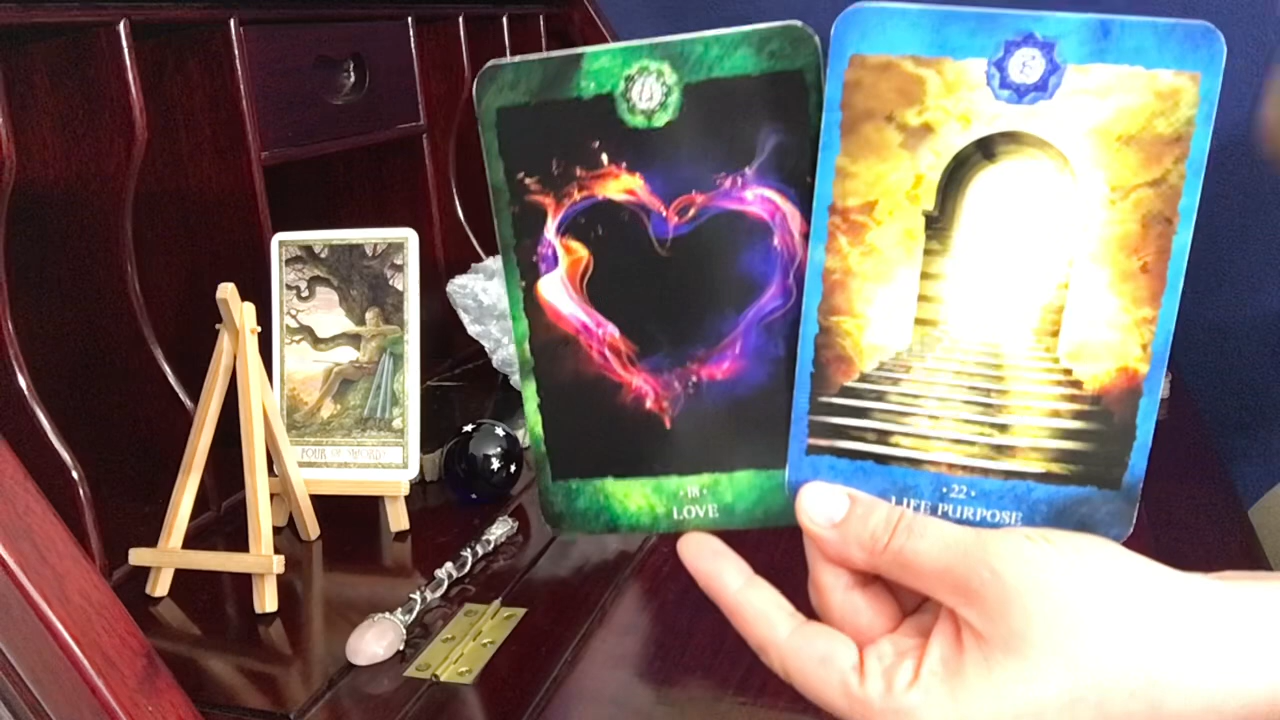 FOUR OF SWORDS
· 18 ·
LOVE
· 22 ·
LIFE PURPOSE